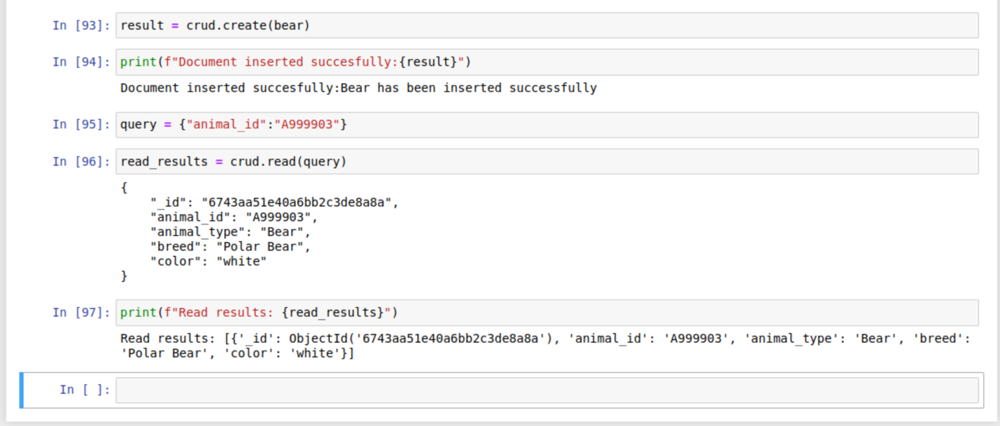 In [93]: result = crud.create(bear)
In [94]: print(f"Document inserted succesfully:{result}")
Document inserted succesfully:Bear has been inserted successfully
In [95]: query = {"animal_id":"A999903"}
In [96]: read_results = crud.read(query)
{
    "_id": "6743aa51e40a6bb2c3de8a8a",
    "animal_id": "A999903",
    "animal_type": "Bear",
    "breed": "Polar Bear",
    "color": "white"
}
In [97]: print(f"Read results: {read_results}")
Read results: [{'_id': ObjectId('6743aa51e40a6bb2c3de8a8a'), 'animal_id': 'A999903', 'animal_type': 'Bear', 'breed':
'Polar Bear', 'color': 'white'}]
In [ ]: